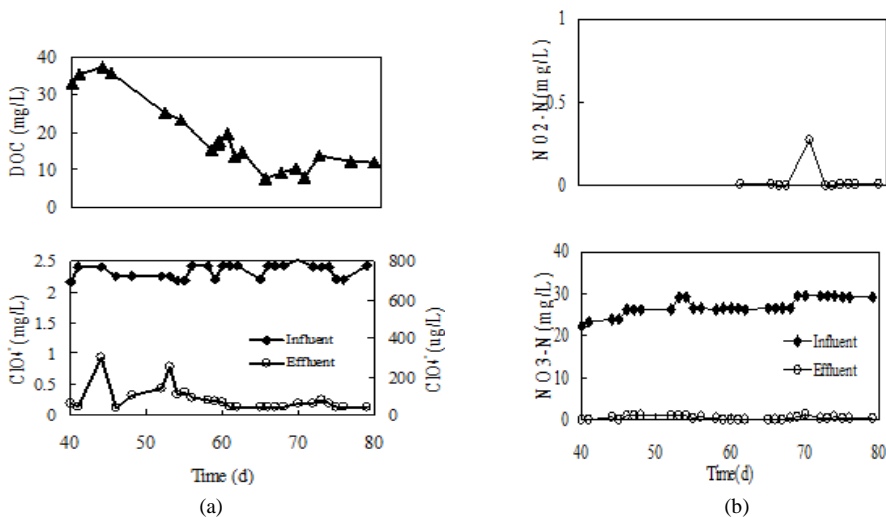 40
30
20
10
0
DOC (mg/L)
2.5
2
1.5
1
0.5
0
ClO4⁻(mg/L)
800
600
400
200
0
ClO4⁻(ug/L)
Influent
Effluent
40 50 60 70 80
Time (d)
(a)
1
0.5
0
NO2-N(mg/L)
40
30
20
10
0
NO3-N(mg/L)
Influent
Effluent
40 50 60 70 80
Time(d)
(b)